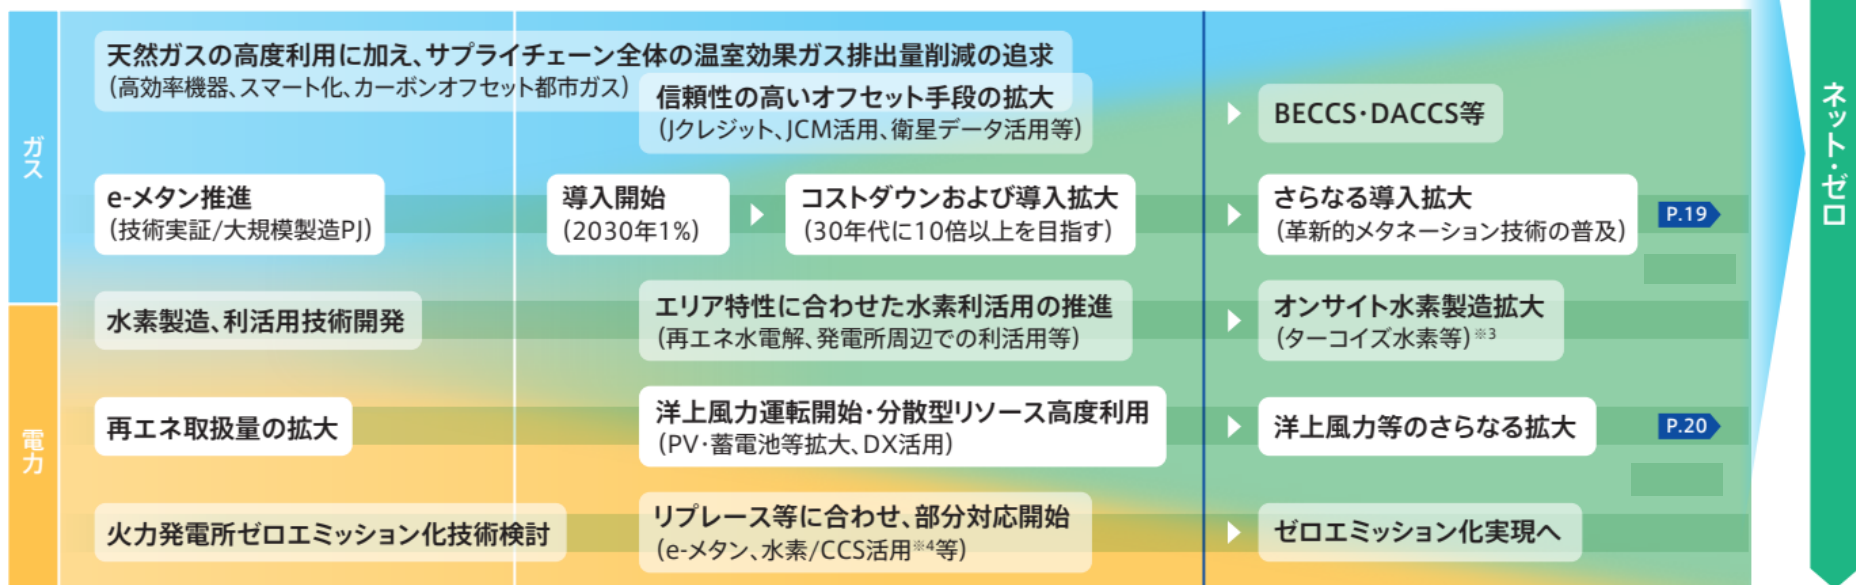 天然ガスの高度利用に加え、サプライチェーン全体の温室効果ガス排出量削減の追求
(高効率機器、スマート化、カーボンオフセット都市ガス)
信頼性の高いオフセット手段の拡大
(Jクレジット、JCM活用、衛星データ活用等)
BECCS・DACCS等
ガス
e-メタン推進
(技術実証/大規模製造PJ)
導入開始
(2030年1%)
コストダウンおよび導入拡大
(30年代に10倍以上を目指す)
さらなる導入拡大
(革新的メタネーション技術の普及)
P.19
水素製造、利活用技術開発
エリア特性に合わせた水素利活用の推進
(再エネ水電解、発電所周辺での利活用等)
オンサイト水素製造拡大
(ターコイズ水素等)※3
電力
再エネ取扱量の拡大
洋上風力運転開始・分散型リソース高度利用
(PV・蓄電池等拡大、DX活用)
洋上風力等のさらなる拡大
P.20
火力発電所ゼロエミッション化技術検討
リプレース等に合わせ、部分対応開始
(e-メタン、水素/CCS活用※4等)
ゼロエミッション化実現へ
ネット・ゼロ